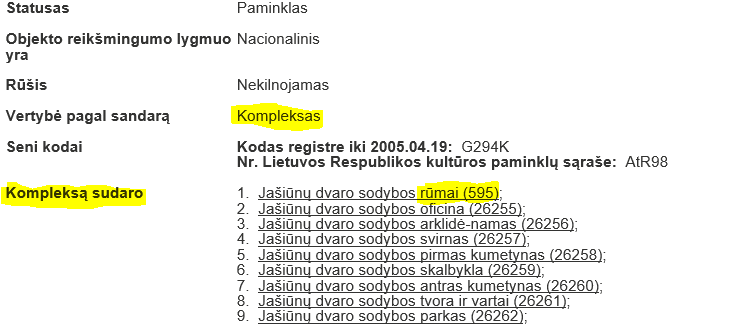 Statusas Paminklas
Objekto reikšmingumo lygmuo Nacionalinis
yra
Rūšis Nekilnojamas
Vertybė pagal sandarą Kompleksas
Seni kodai Kodas registre iki 2005.04.19: G294K
Nr. Lietuvos Respublikos kultūros paminklų sąraše: AtR98
Kompleksą sudaro 1. Jašiūnų dvaro sodybos rūmai (595);
2. Jašiūnų dvaro sodybos oficina (26255);
3. Jašiūnų dvaro sodybos arklidė-namas (26256);
4. Jašiūnų dvaro sodybos svirnas (26257);
5. Jašiūnų dvaro sodybos pirmas kumetynas (26258);
6. Jašiūnų dvaro sodybos skalbykla (26259);
7. Jašiūnų dvaro sodybos antras kumetynas (26260);
8. Jašiūnų dvaro sodybos tvora ir vartai (26261);
9. Jašiūnų dvaro sodybos parkas (26262);